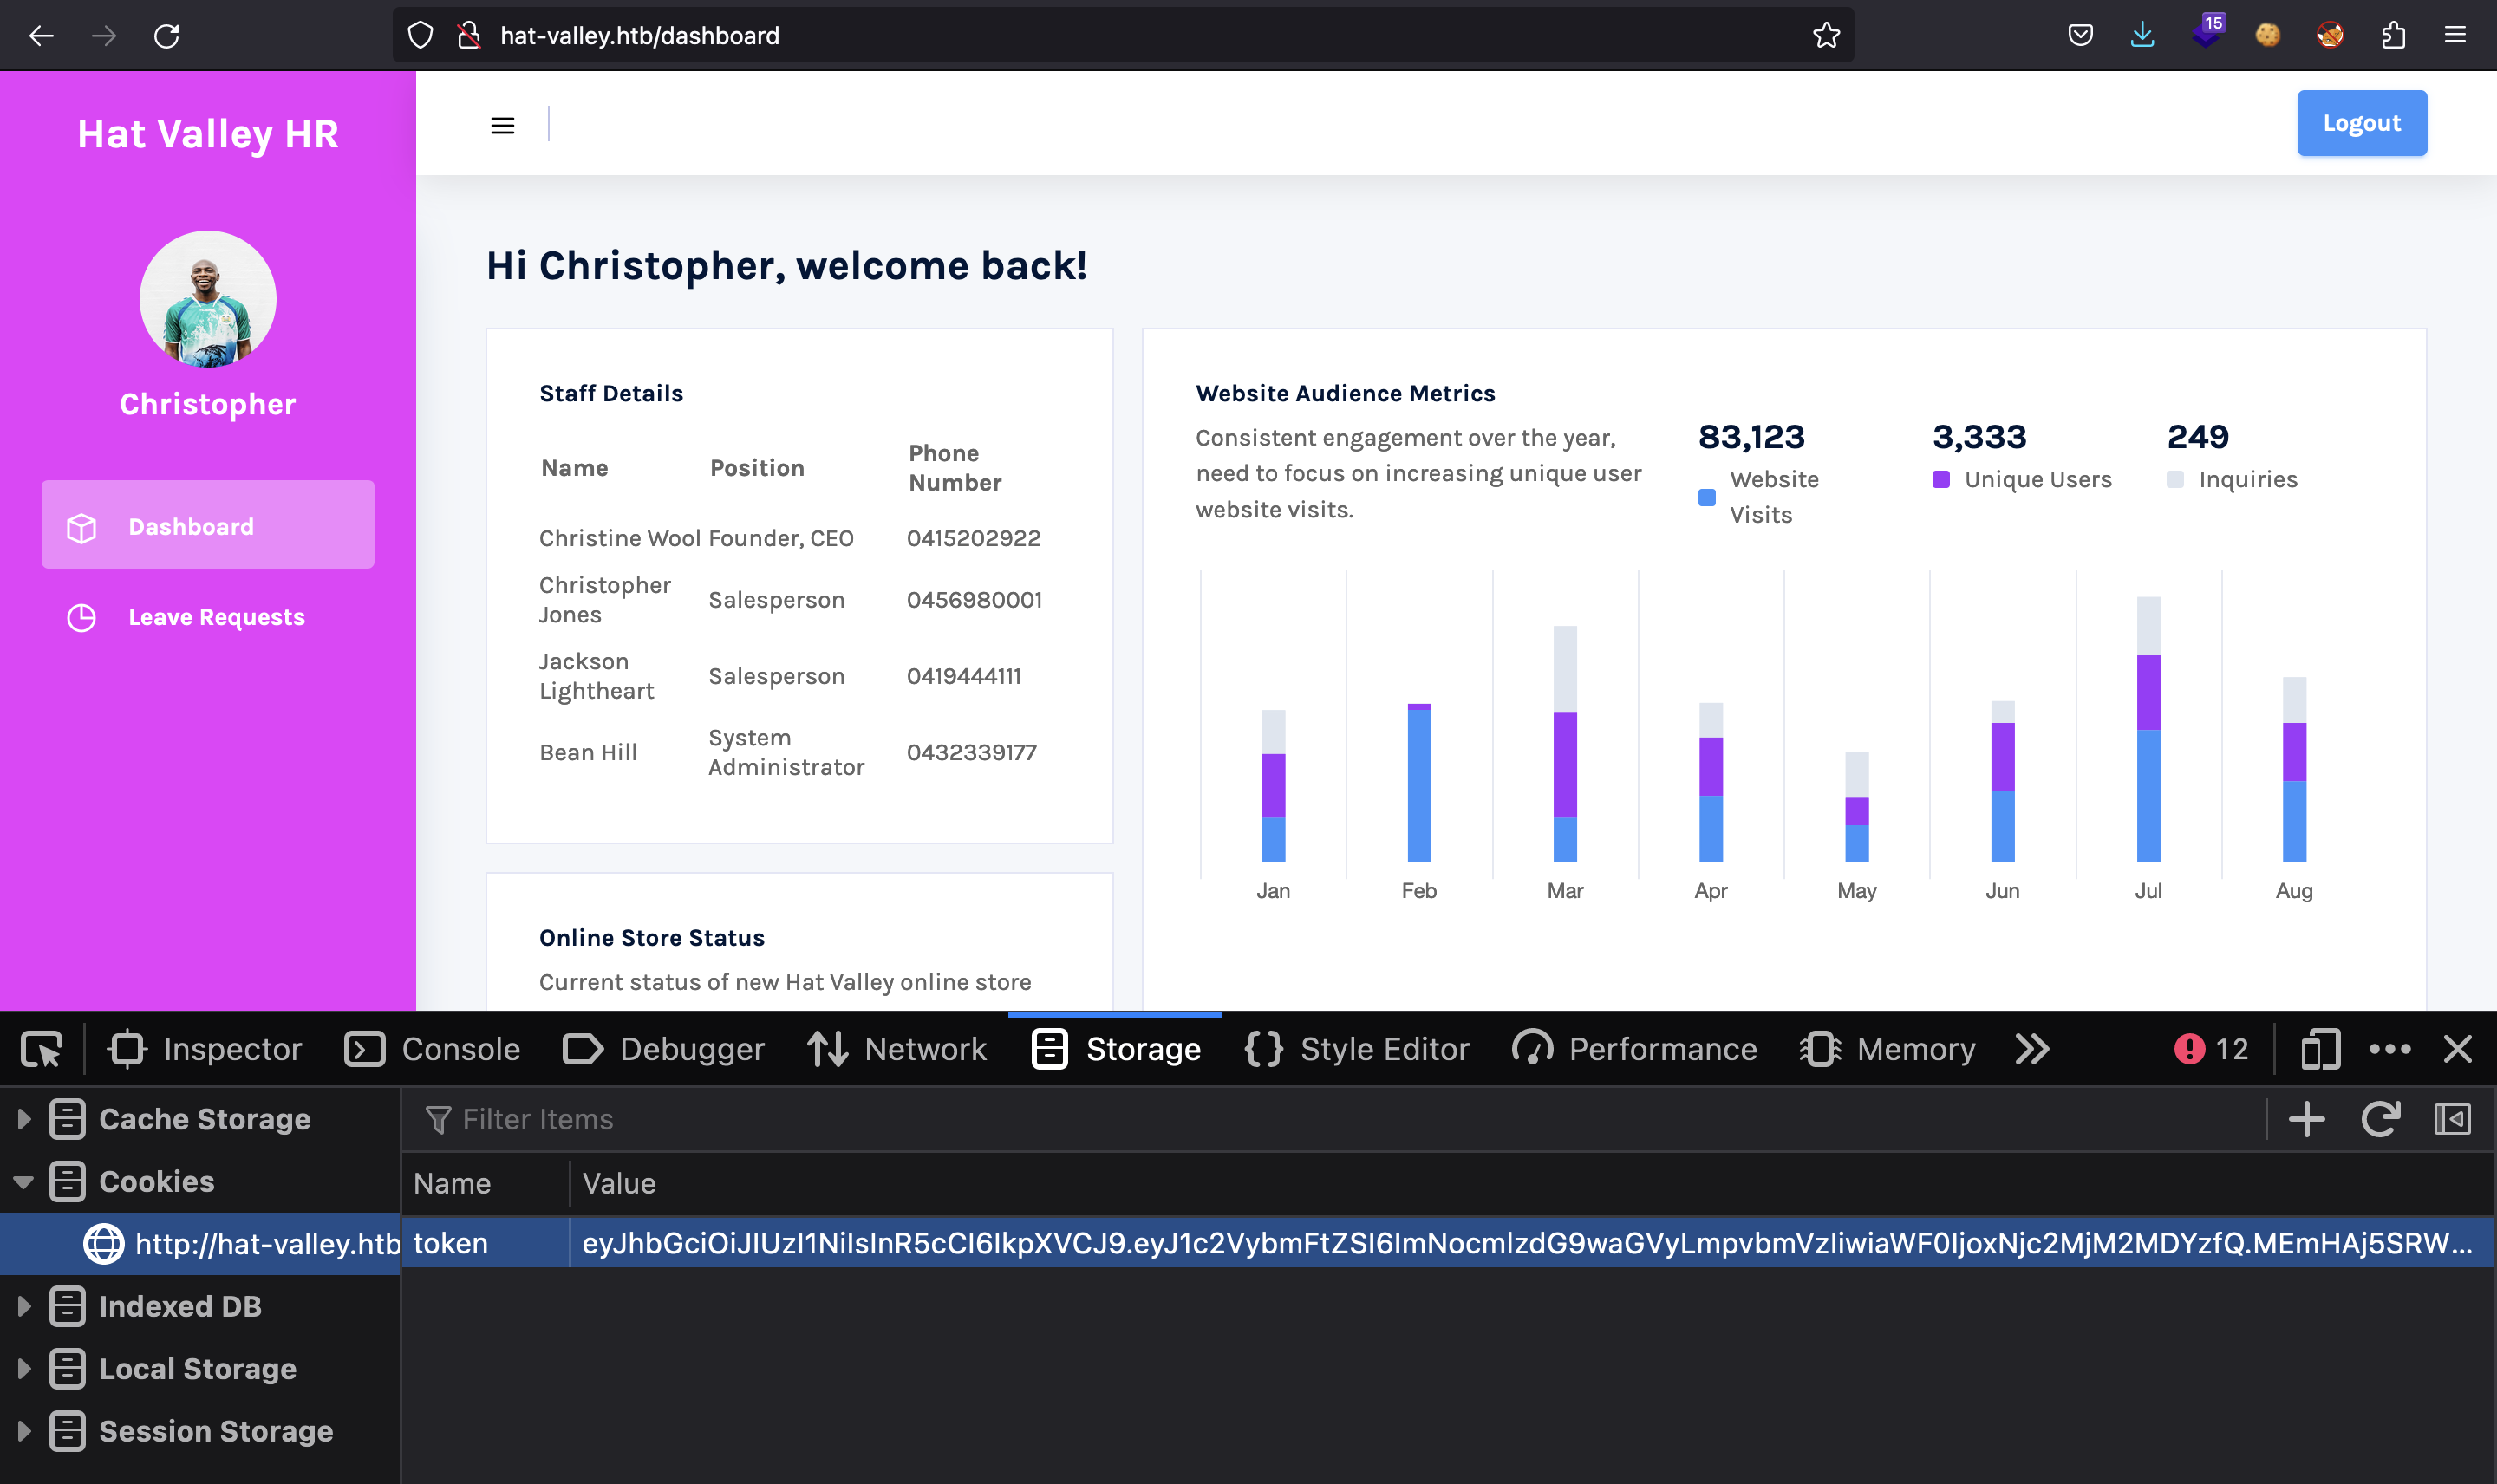 hat-valley.htb/dashboard
15
Hat Valley HR
Logout
Christopher
Dashboard
Leave Requests
Hi Christopher, welcome back!
Staff Details
Name Position Phone
Number
Christine Wool Founder, CEO 0415202922
Christopher
Jones
Salesperson 0456980001
Jackson
Lightheart
Salesperson 0419444111
Bean Hill
System
Administrator
0432339177
Online Store Status
Current status of new Hat Valley online store
Website Audience Metrics
Consistent engagement over the year,
need to focus on increasing unique user
website visits.
83,123
Website
Visits
3,333
Unique Users
249
Inquiries
Jan Feb Mar Apr May Jun Jul Aug
Inspector Console Debugger Network Storage Style Editor Performance Memory 12
Cache Storage
Cookies
http://hat-valley.htb
Indexed DB
Local Storage
Session Storage
Filter Items
Name Value
token eyJhbGciOiJIUzI1NiIsInR5cCI6IkpXVCJ9.eyJ1c2VybmFtZSI6ImNocmlzdG9waGVyLmpvbmVzIiwiaWF0IjoxNjc2MjM2MDYzfQ.MEmHAj5SRW...